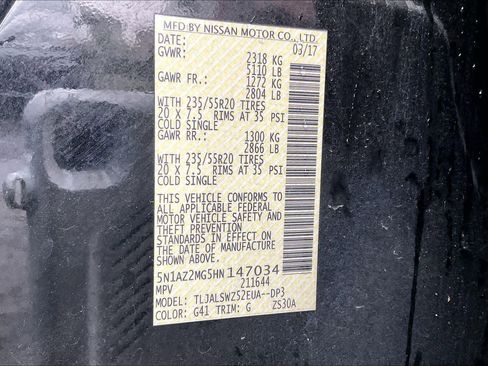 MFD BY NISSAN MOTOR CO., LTD.
DATE: 03/17
GVWR: 2318 KG
5110 LB
GAWR FR.: 1272 KG
2804 LB
WITH 235/55R20 TIRES
20 X 7.5 RIMS AT 35 PSI
COLD SINGLE
GAWR RR.: 1300 KG
2866 LB
WITH 235/55R20 TIRES
20 X 7.5 RIMS AT 35 PSI
COLD SINGLE
THIS VEHICLE CONFORMS TO
ALL APPLICABLE FEDERAL
MOTOR VEHICLE SAFETY AND
THEFT PREVENTION
STANDARDS IN EFFECT ON
THE DATE OF MANUFACTURE
SHOWN ABOVE.
5N1AZ2MG5HN147034
MPV 211644
MODEL: TLJALSWZ52EUA--DP3
COLOR: G41 TRIM: G ZS30A